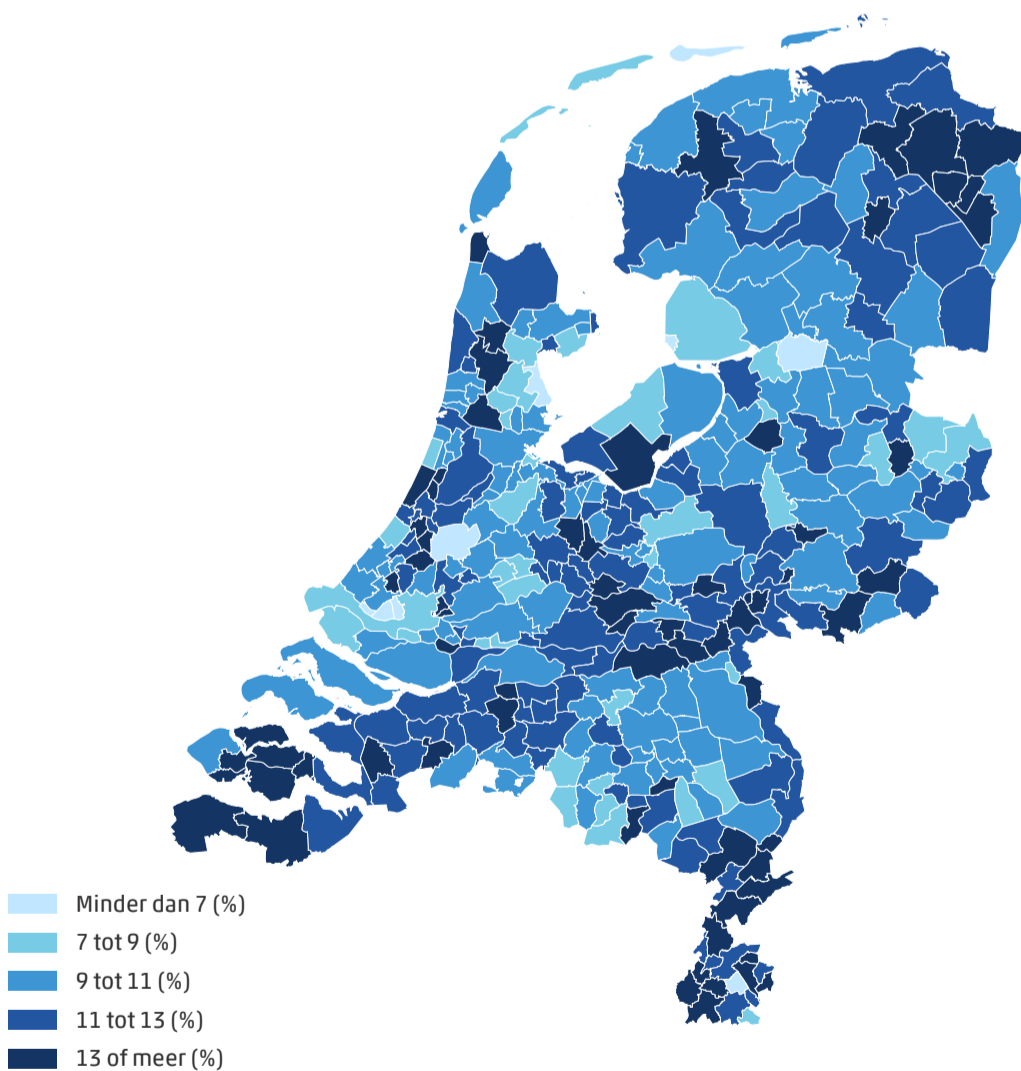 Minder dan 7 (%)
7 tot 9 (%)
9 tot 11 (%)
11 tot 13 (%)
13 of meer (%)